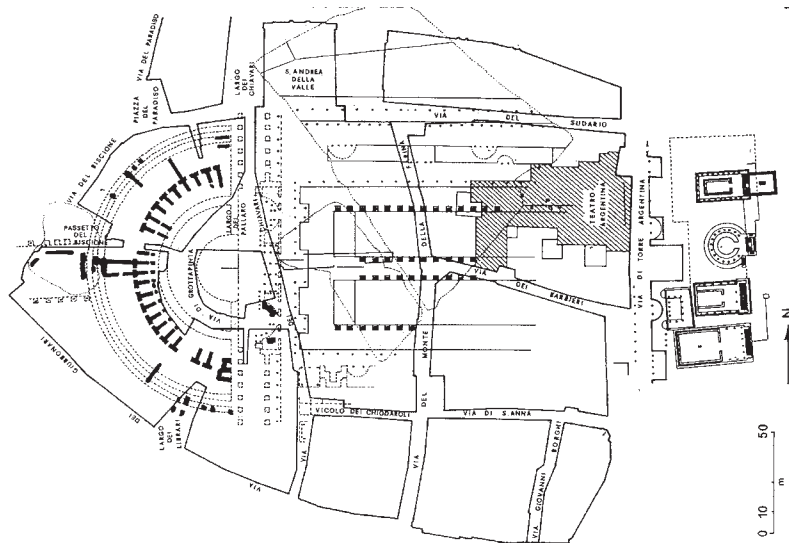 VIA DEL PARADISO
PIAZZA
DEL
PARADISO
LARGO
DEI
CHIAVARI
S. ANDREA
DELLA
VALLE
VIA
DEL
SUDARIO
VIA DEL BISCIONE
PASSETTO
DEL
BISCIONE
LARGO
DEL
PALLARO
CHIAVARI
DEI
VIA
GROTTAPINTA
VIA DI
FARINA
DELLA
MONTE
DEL
VIA
TEATRO
ARGENTINA
VIA
DEI BARBIERI
VIA DI TORRE ARGENTINA
N
GIUBBONARI
DEI
VIA
LARGO
DEI
LIBRARI
VICOLO DEI CHIODAROLI
VIA DI S. ANNA
VIA GIOVANNI BORGHI
0 10 50
m